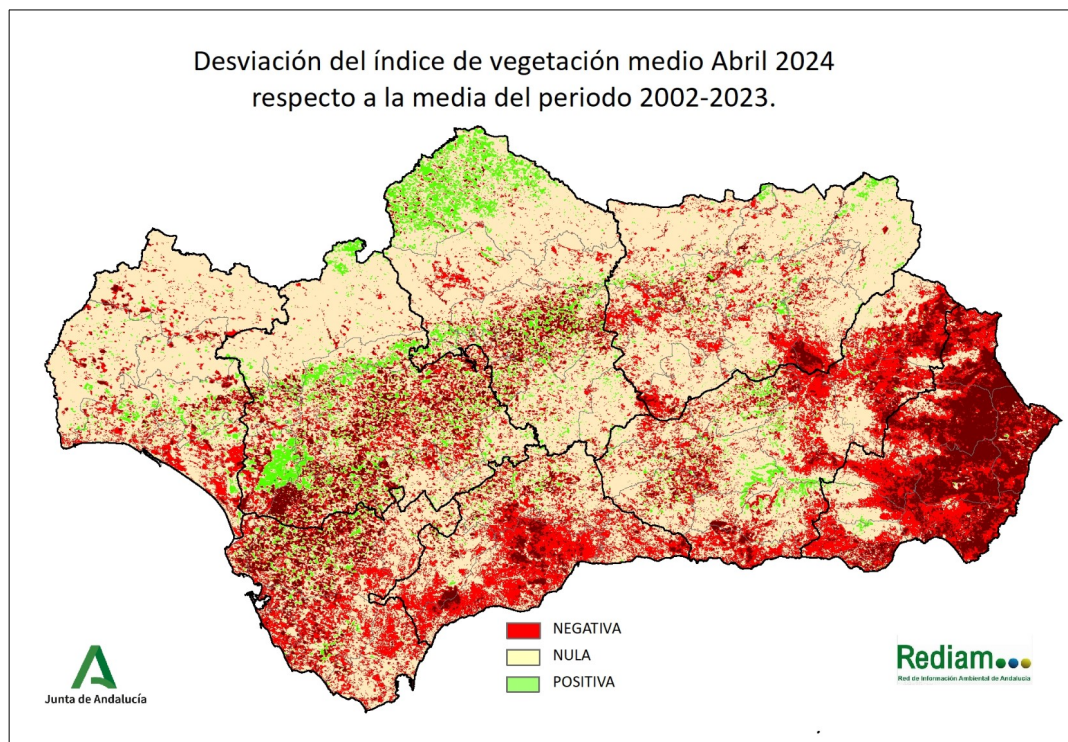 Desviación del índice de vegetación medio Abril 2024
respecto a la media del periodo 2002-2023.
NEGATIVA
NULA
POSITIVA
Junta de Andalucía
Rediam
Red de Información Ambiental de Andalucía